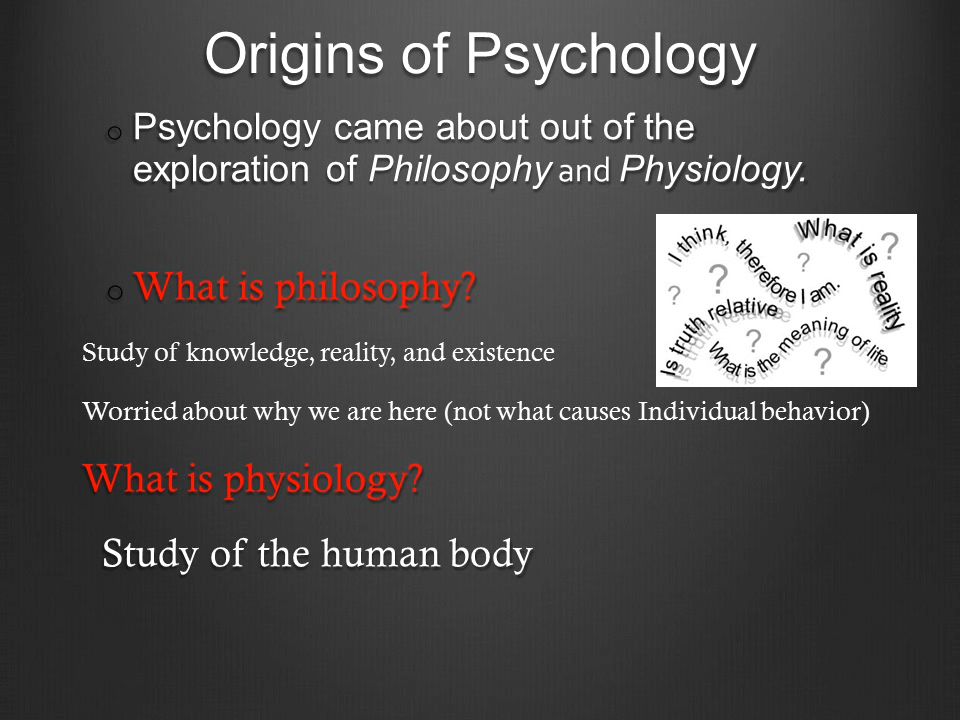 Origins of Psychology
o Psychology came about out of the
exploration of Philosophy and Physiology.
I think, therefore I am.
What is reality
Is truth relative
What is the meaning of life
? ? ? ? ? ?
o What is philosophy?
Study of knowledge, reality, and existence
Worried about why we are here (not what causes Individual behavior)
What is physiology?
Study of the human body